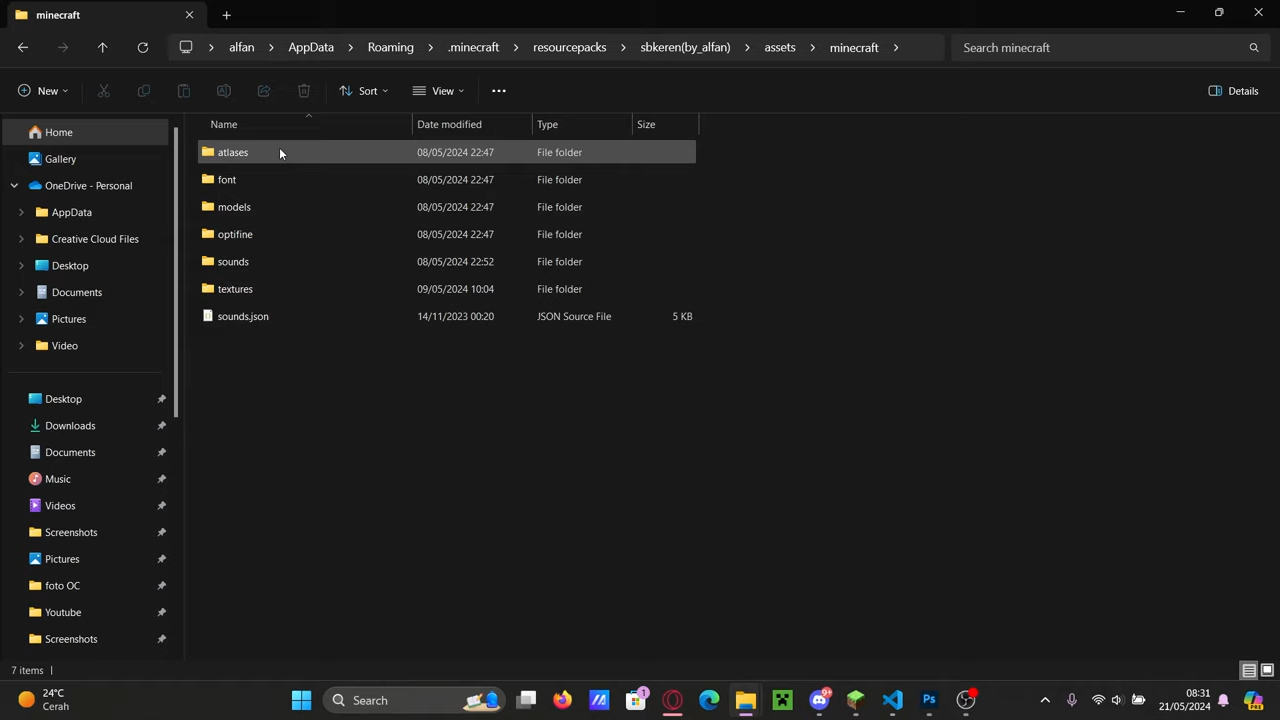 minecraft
alfan > AppData > Roaming > .minecraft > resourcepacks > sbkeren(by_alfan) > assets > minecraft >
Search minecraft
New
Sort
View
Details
Name Date modified Type Size
atlases 08/05/2024 22:47 File folder
font 08/05/2024 22:47 File folder
models 08/05/2024 22:47 File folder
optifine 08/05/2024 22:47 File folder
sounds 08/05/2024 22:52 File folder
textures 09/05/2024 10:04 File folder
sounds.json 14/11/2023 00:20 JSON Source File 5 KB
Home
Gallery
OneDrive - Personal
AppData
Creative Cloud Files
Desktop
Documents
Pictures
Video
Desktop
Downloads
Documents
Music
Videos
Screenshots
Pictures
foto OC
Youtube
Screenshots
7 items
24°C
Cerah
Search
1
9+
Ps
08:31
21/05/2024